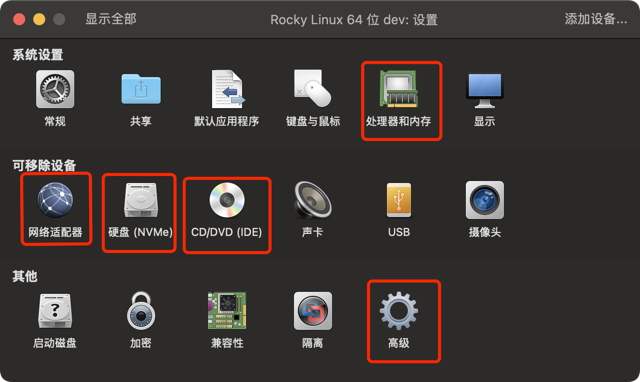 显示全部 Rocky Linux 64 位 dev: 设置 添加设备...
系统设置
常规 共享 默认应用程序 键盘与鼠标 处理器和内存 显示
可移除设备
网络适配器 硬盘 (NVMe) CD/DVD (IDE) 声卡 USB 摄像头
其他
?
启动磁盘 加密 兼容性 隔离 高级